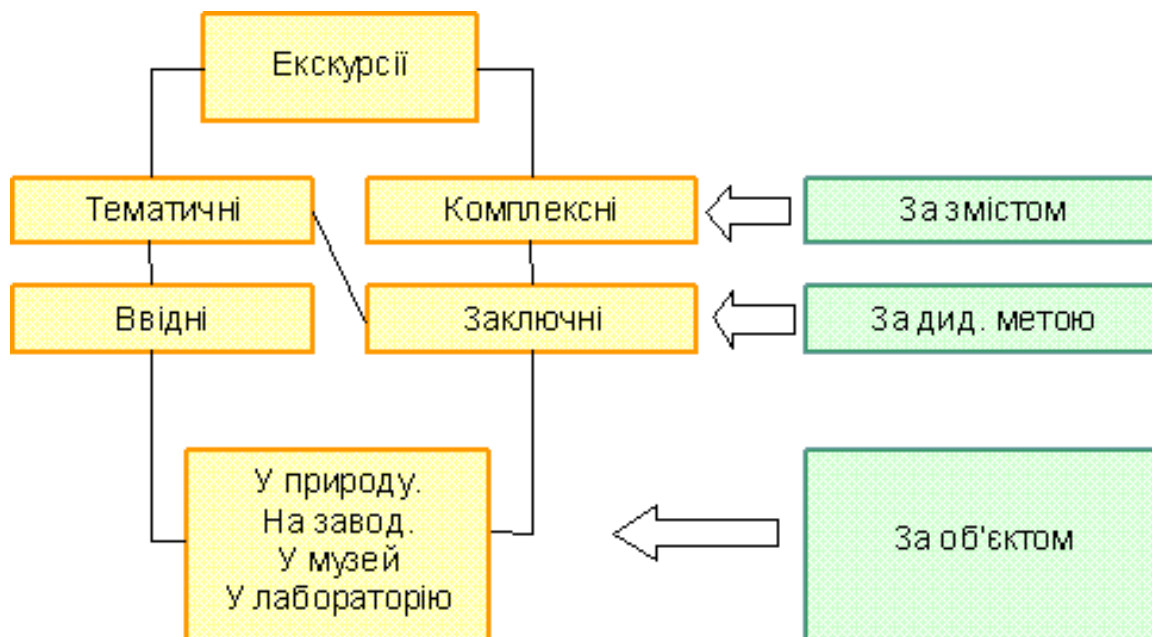 Екскурсії
Тематичні
Комплексні
За змістом
Ввідні
Заключні
За дид. метою
У природу.
На завод.
У музей
У лабораторію
За об'єктом